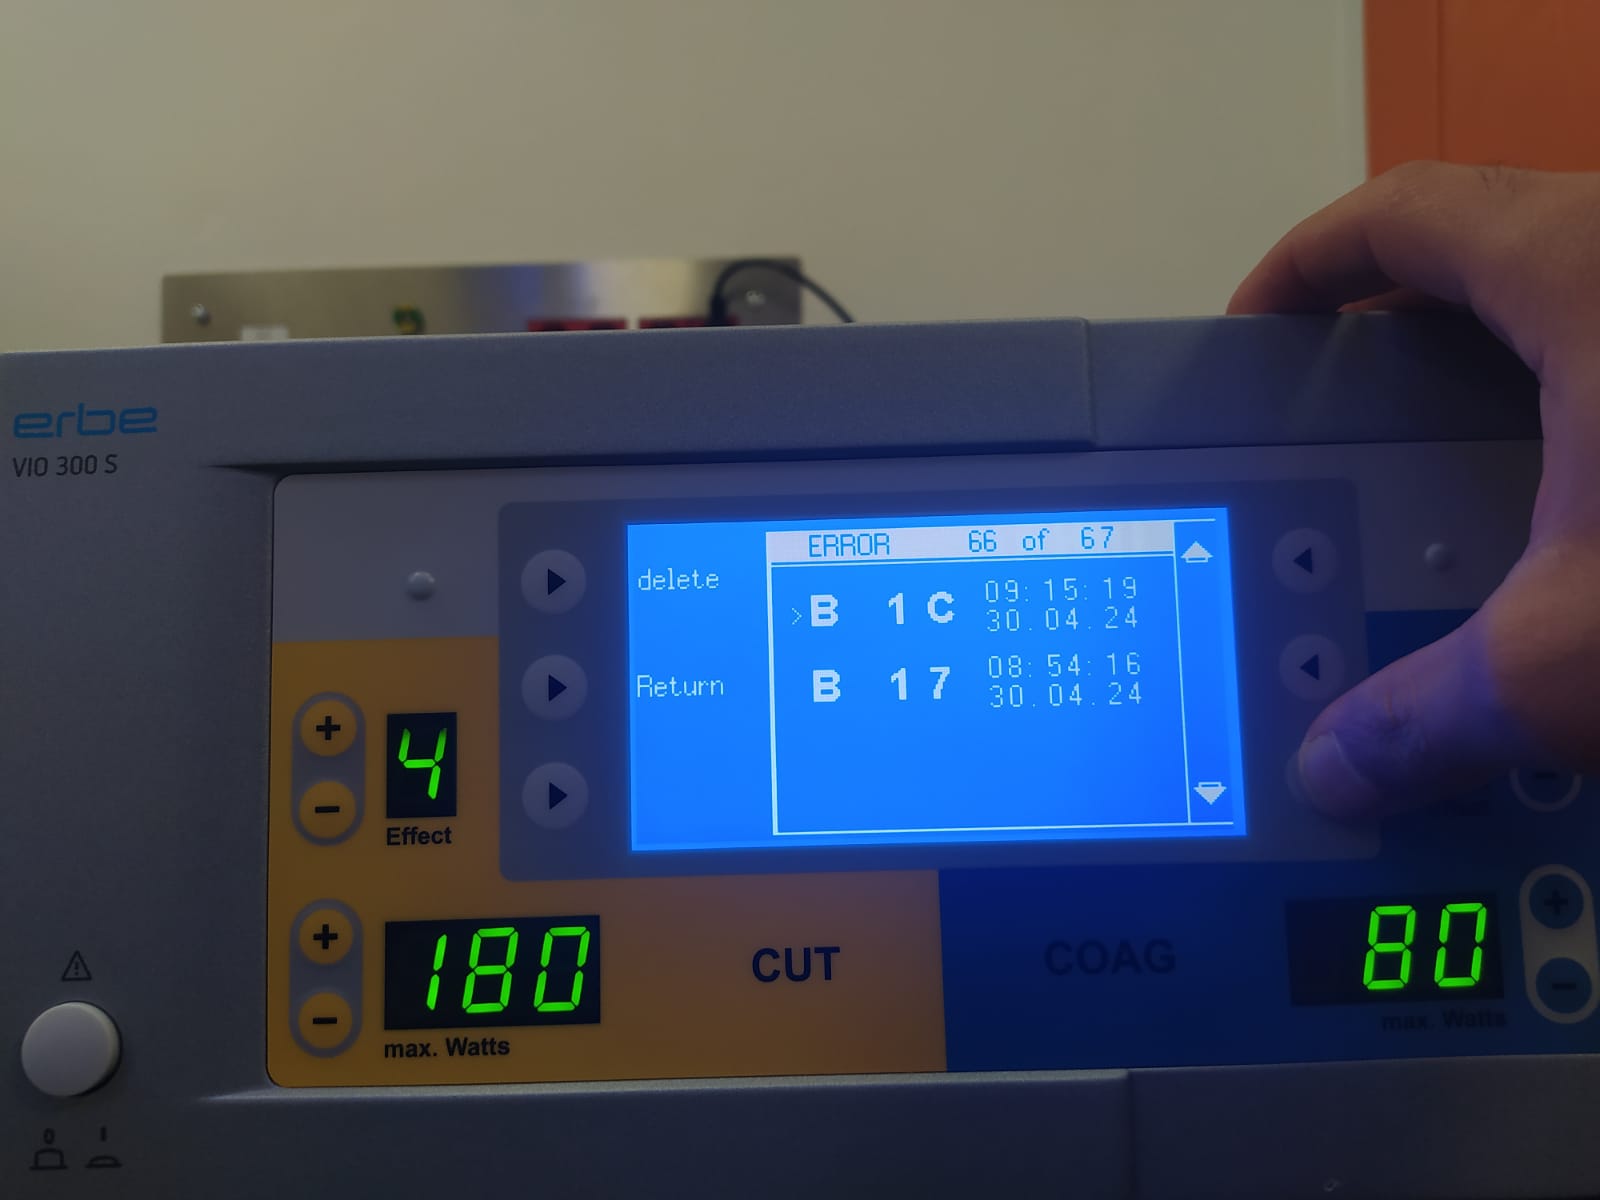 erbe
VIO 300 S
ERROR 66 of 67
delete
>B 1C 09:15:19
30.04.24
Return
B 17 08:54:16
30.04.24
4
Effect
180
max. Watts
CUT
COAG
80
max. Watts
0 I